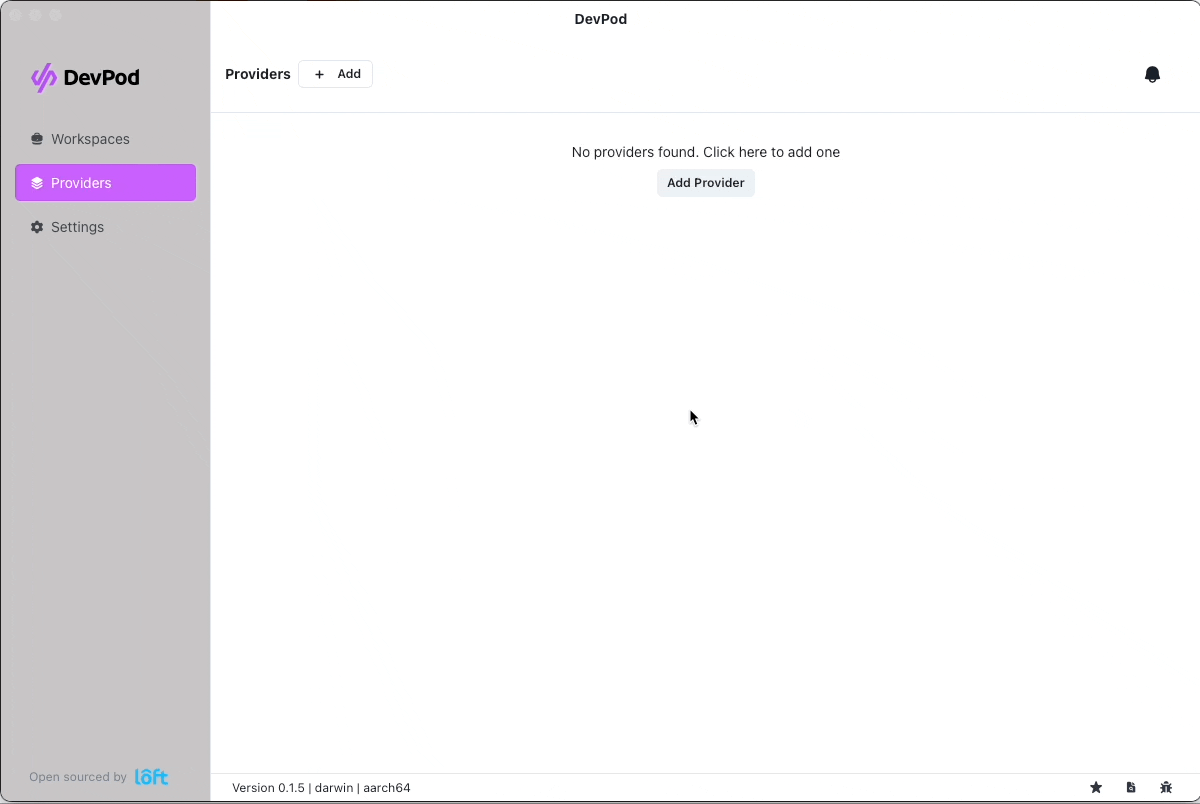 DevPod
DevPod
Workspaces
Providers
Settings
Open sourced by loft
Providers
+ Add
No providers found. Click here to add one
Add Provider
Version 0.1.5 | darwin | aarch64